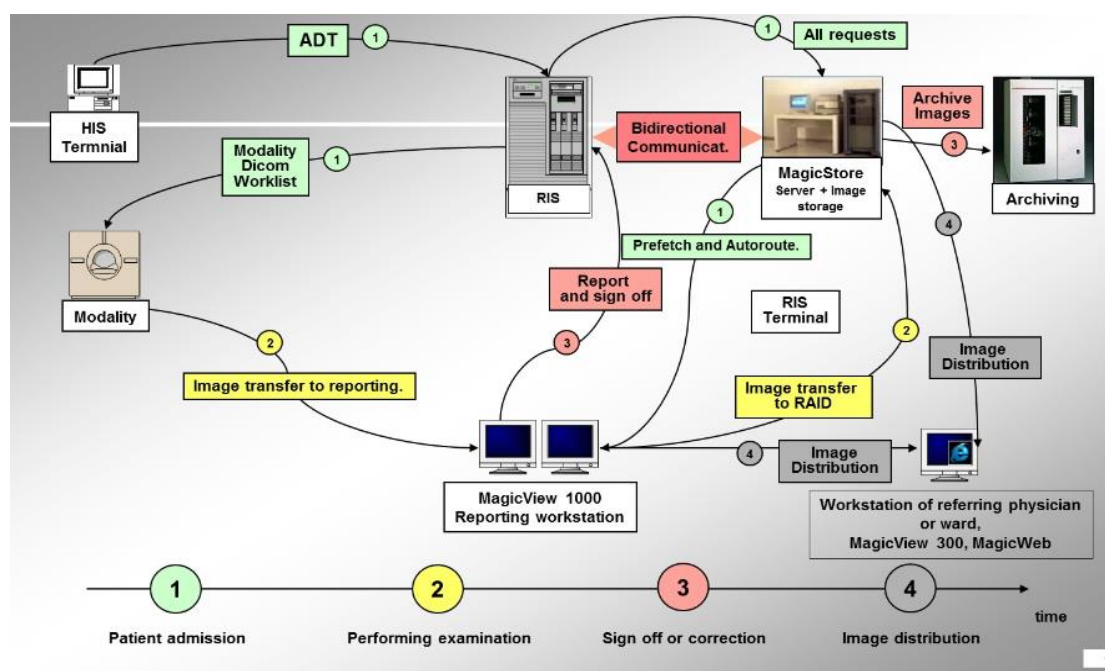 ADT
1
1
All requests
HIS
Termnial
Archive
Images
3
Bidirectional
Communicat.
Modality
Dicom
Worklist
1
RIS
MagicStore
Server + Image
storage
Archiving
1
4
Prefetch and Autoroute.
Report
and sign off
Modality
RIS
Terminal
2
3
2
Image
Distribution
Image transfer to reporting.
Image transfer
to RAID
4
Image
Distribution
MagicView 1000
Reporting workstation
Workstation of referring physician
or ward,
MagicView 300, MagicWeb
1
2
3
4
time
Patient admission
Performing examination
Sign off or correction
Image distribution